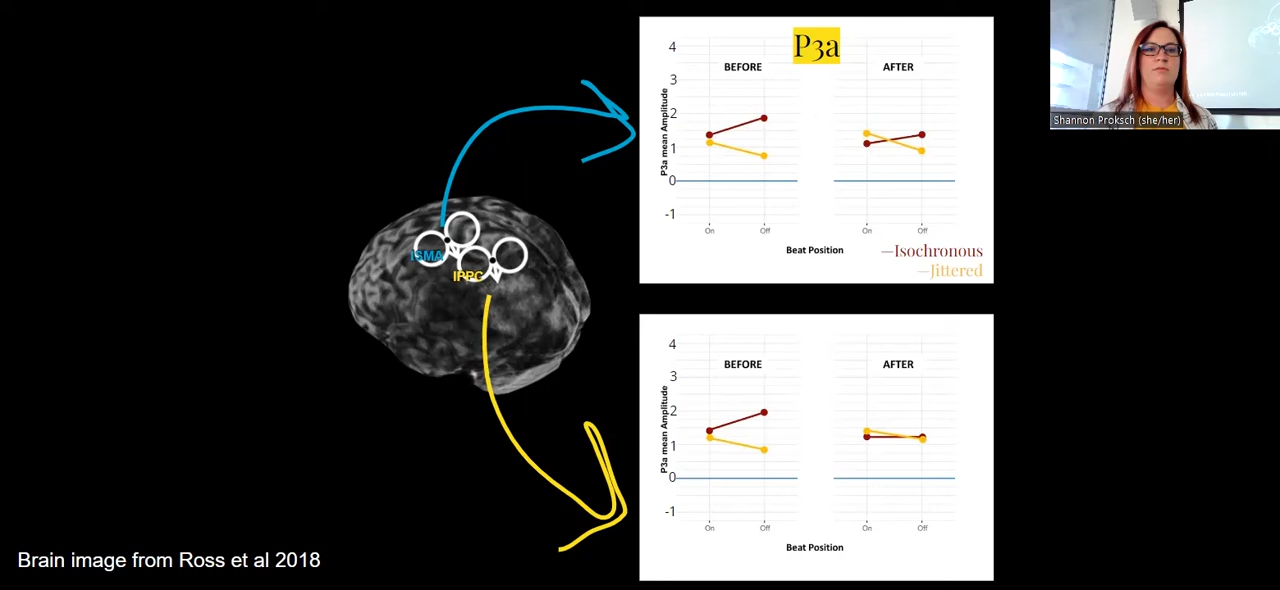 P3a
BEFORE
AFTER
4
3
2
1
0
-1
P3a mean Amplitude
On
Off
On
Off
Beat Position
—Isochronous
—Jittered
Shannon Proksch (she/her)
lSMA
lPPC
BEFORE
AFTER
4
3
2
1
0
-1
P3a mean Amplitude
On
Off
On
Off
Beat Position
Brain image from Ross et al 2018